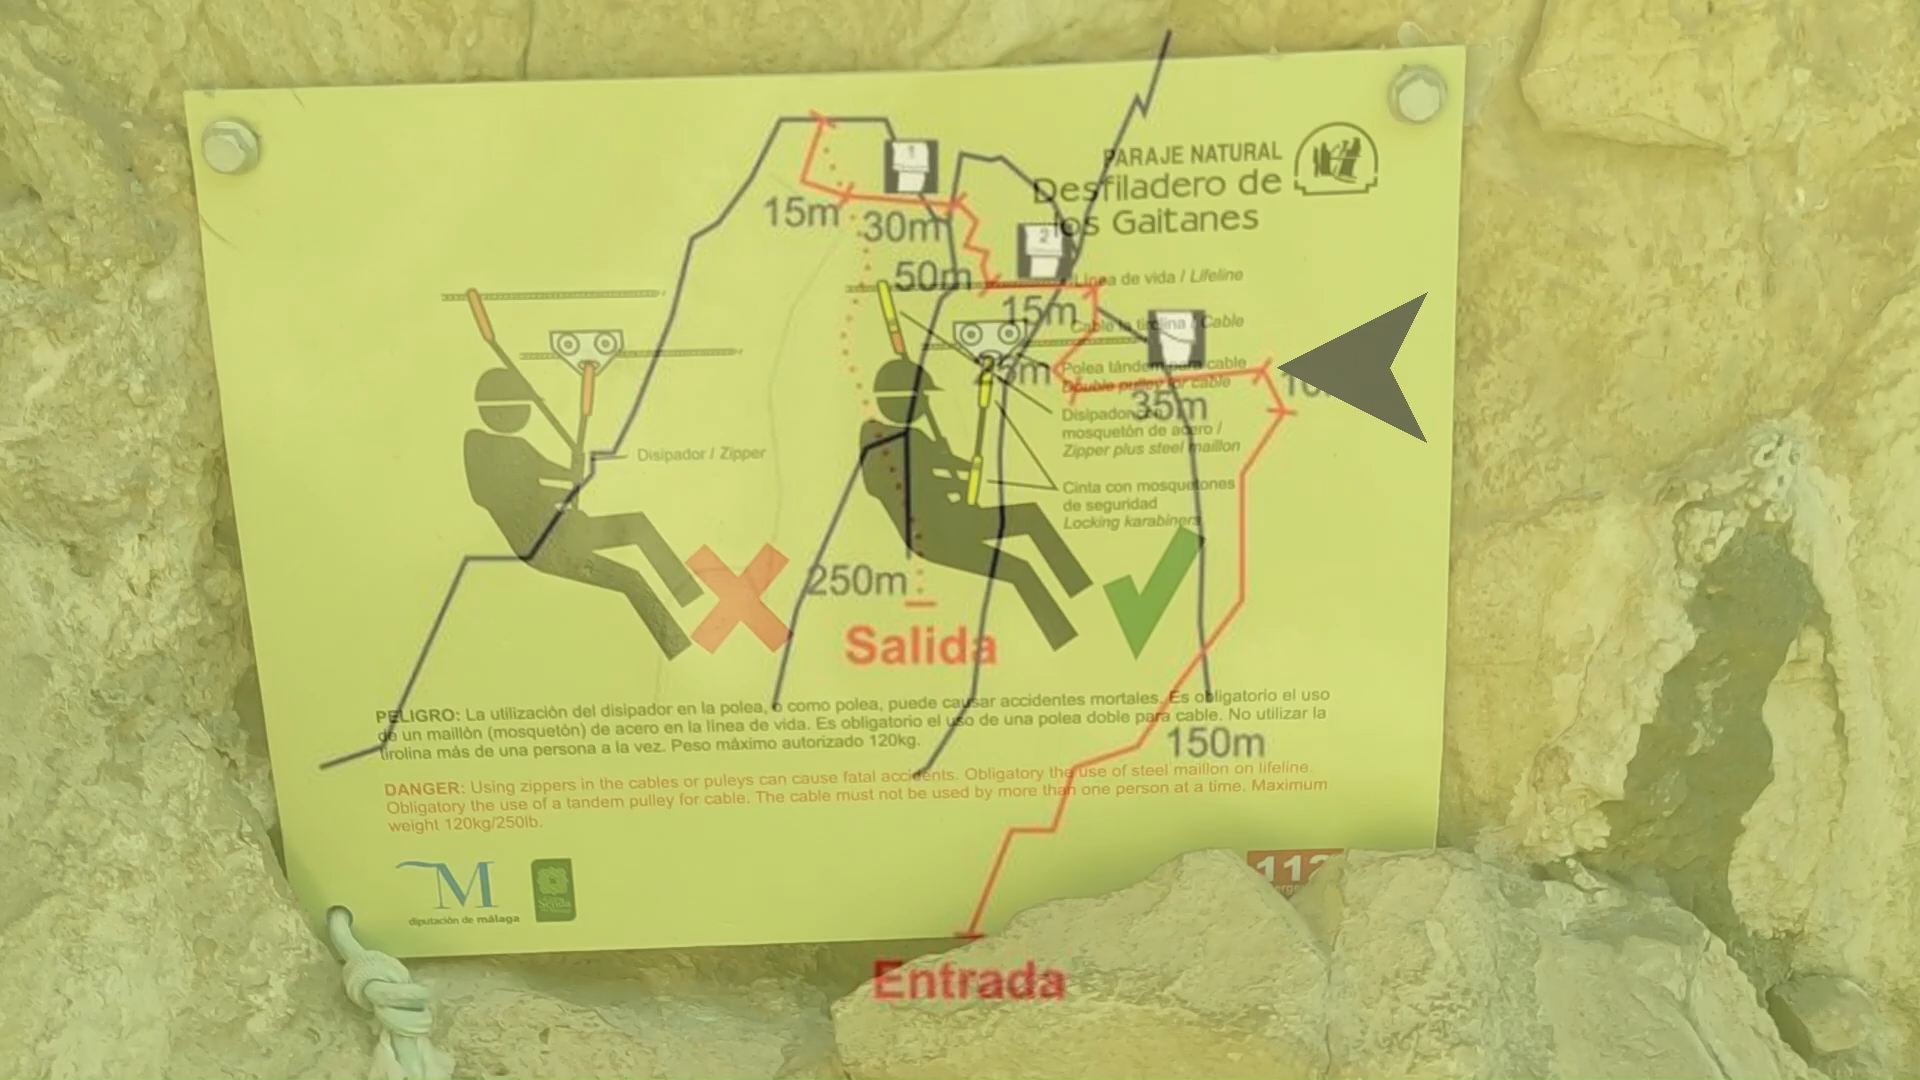 PARAJE NATURAL
Desfiladero de
los Gaitanes
1
15m
30m
2
50m
Línea de vida / Lifeline
15m
Cable
Polea tándem para cable
Double pulley for cable
25m
35m
Disipador
mosquetón de acero /
Zipper plus steel maillon
Disipador / Zipper
Cinta con mosquetones
de seguridad
Locking karabiners
250m
Salida
PELIGRO: La utilización del disipador en la polea, o como polea, puede causar accidentes mortales. Es obligatorio el uso
de un maillón (mosquetón) de acero en la línea de vida. Es obligatorio el uso de una polea doble para cable. No utilizar la
tirolina más de una persona a la vez. Peso máximo autorizado 120kg.
150m
DANGER: Using zippers in the cables or puleys can cause fatal accidents. Obligatory the use of steel maillon on lifeline.
Obligatory the use of a tandem pulley for cable. The cable must not be used by more than one person at a time. Maximum
weight 120kg/250lb.
M
diputación de málaga
112
Entrada